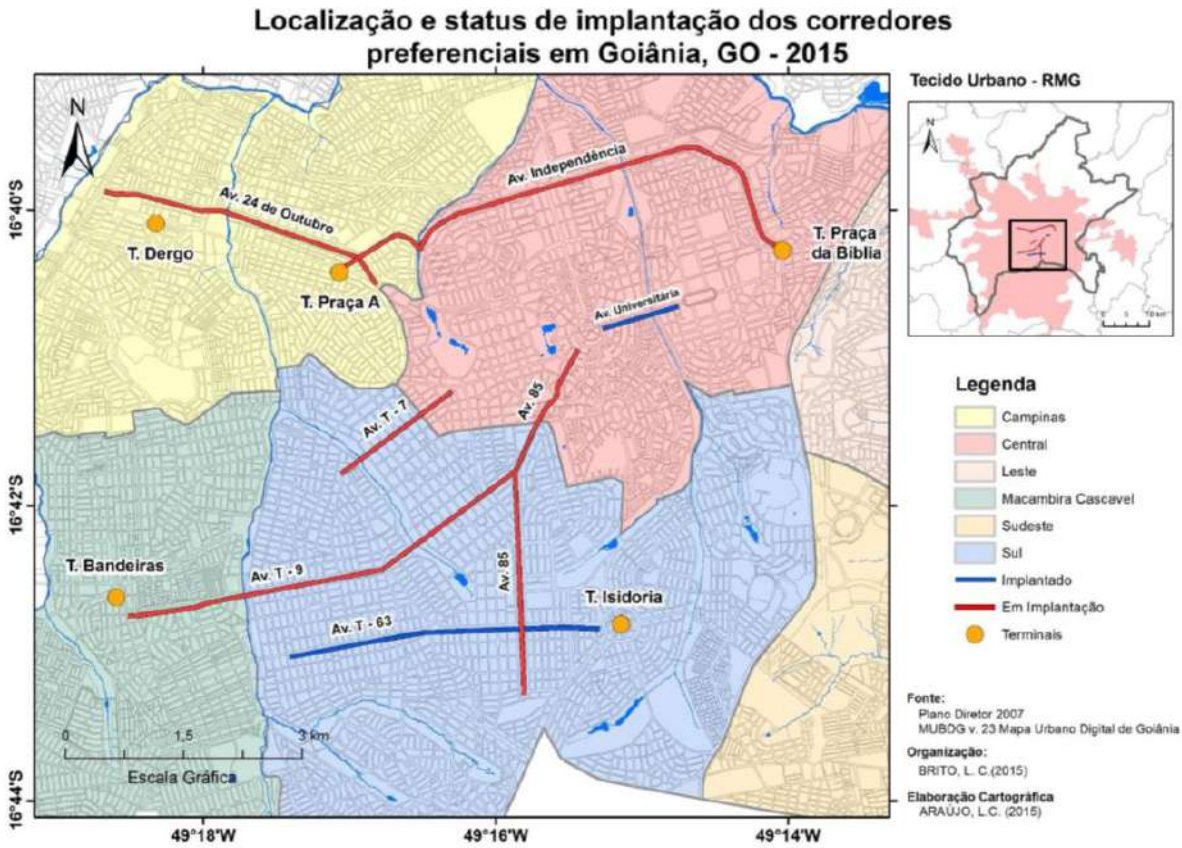 Localização e status de implantação dos corredores
preferenciais em Goiânia, GO - 2015
N
Av. 24 de Outubro
T. Dergo
T. Praça A
Av. Independência
T. Praça
da Bíblia
Av. Universitária
Av. T - 7
Av. 85
T. Bandeiras
Av. T - 9
Av. 85
T. Isidoria
Av. T - 63
0 1,5 3 km
Escala Gráfica
16°40'S
16°42'S
16°44'S
49°18'W
49°16'W
49°14'W
Tecido Urbano - RMG
N
0 5 10 km
Legenda
Campinas
Central
Leste
Macambira Cascavel
Sudeste
Sul
Implantado
Em Implantação
Terminais
Fonte:
Plano Diretor 2007
MUBDG v. 23 Mapa Urbano Digital de Goiânia
Organização:
BRITO, L. C.(2015)
Elaboração Cartográfica
ARAÚJO, L.C. (2015)